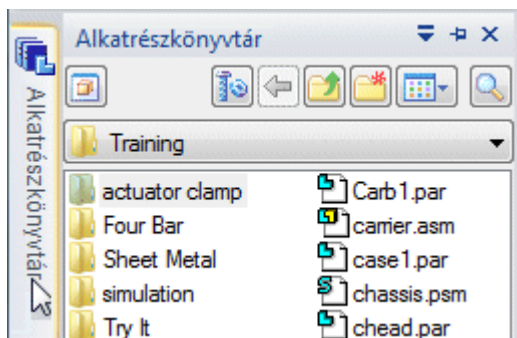 Alkatrészkönyvtár
Alkatrészkönyvtár
Training
actuator clamp
Four Bar
Sheet Metal
simulation
Try It
Carb1.par
carrier.asm
case1.par
chassis.psm
chead.par